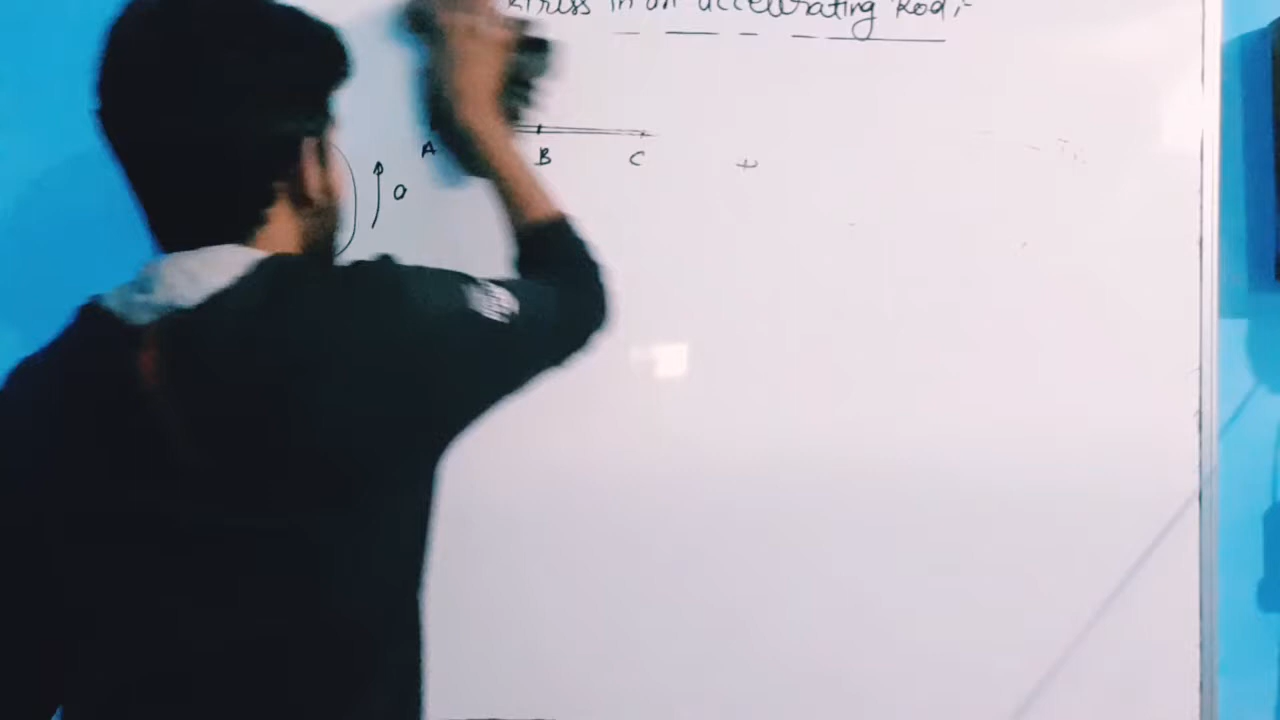 stress in an accelerating Rod :-
A B C
a